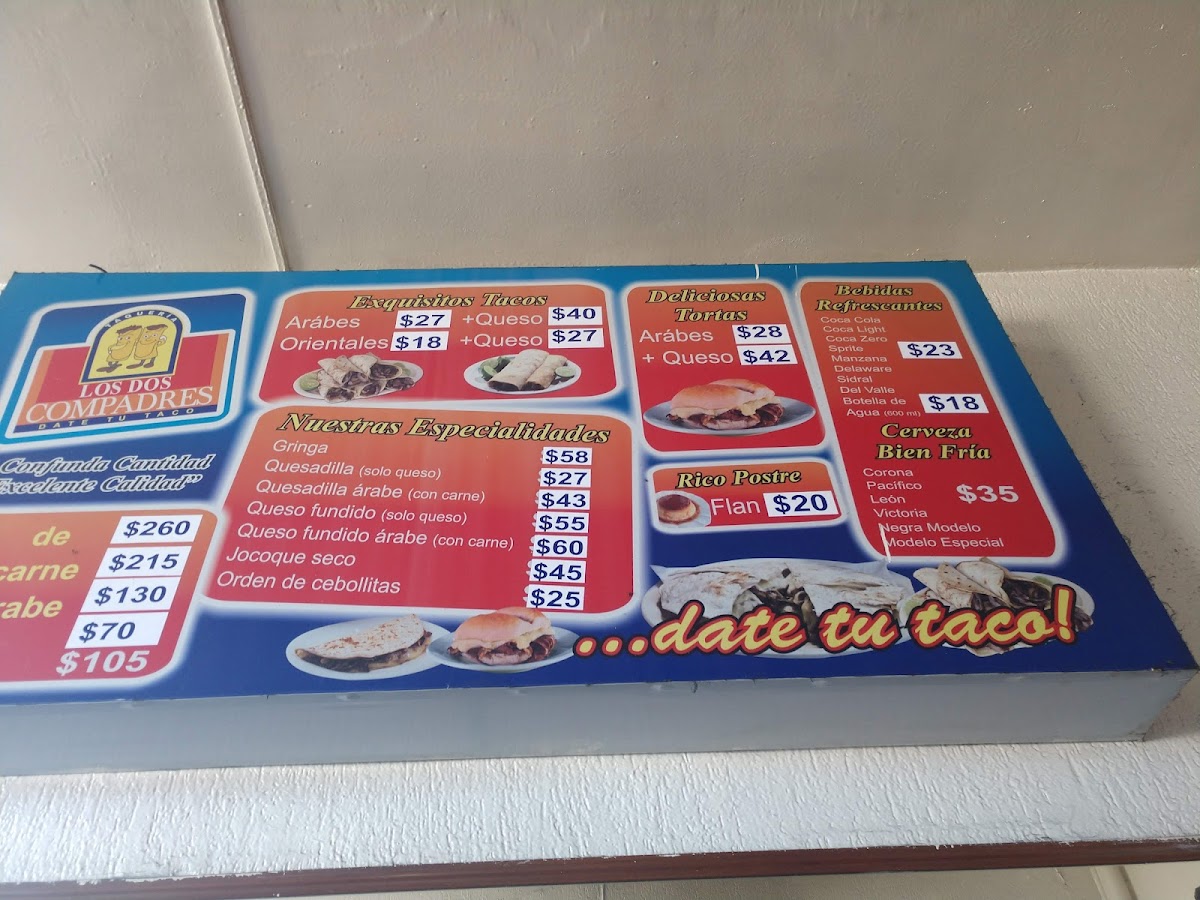 TAQUERIA
LOS DOS
COMPADRES
DATE TU TACO
Confunda Cantidad
Excelente Calidad"
de
carne
$260
$215
$130
$70
$105
Exquisitos Tacos
Arábes $27 +Queso $40
Orientales $18 +Queso $27
Nuestras Especialidades
Gringa $58
Quesadilla (solo queso) $27
Quesadilla árabe (con carne) $43
Queso fundido (solo queso) $55
Queso fundido árabe (con carne) $60
Jocoque seco $45
Orden de cebollitas $25
Deliciosas
Tortas
Arábes $28
+ Queso $42
Rico Postre
Flan $20
Bebidas
Refrescantes
Coca Cola
Coca Light
Coca Zero
Sprite
Manzana
Delaware
Sidral
Del Valle
$23
Botella de
Agua (600 ml) $18
Cerveza
Bien Fría
Corona
Pacífico
León
Victoria
Negra Modelo
Modelo Especial
$35
...date tu taco!